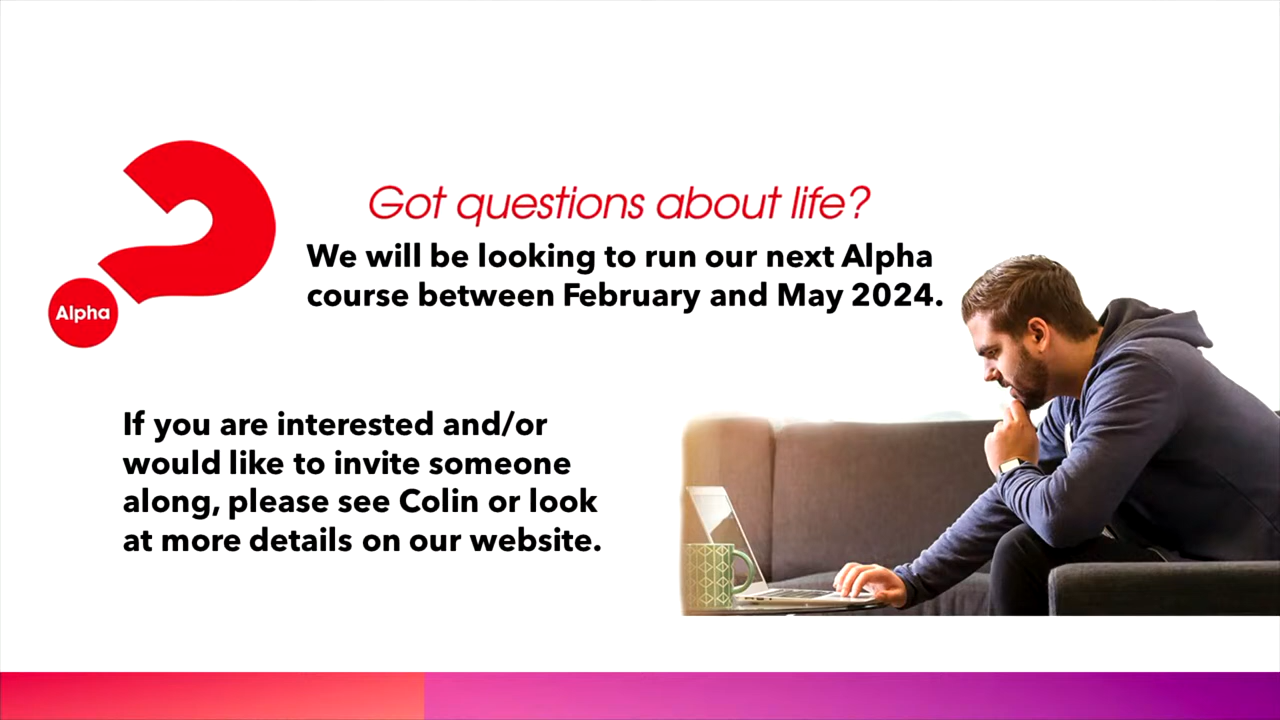 Got questions about life?
We will be looking to run our next Alpha
course between February and May 2024.
Alpha
If you are interested and/or
would like to invite someone
along, please see Colin or look
at more details on our website.